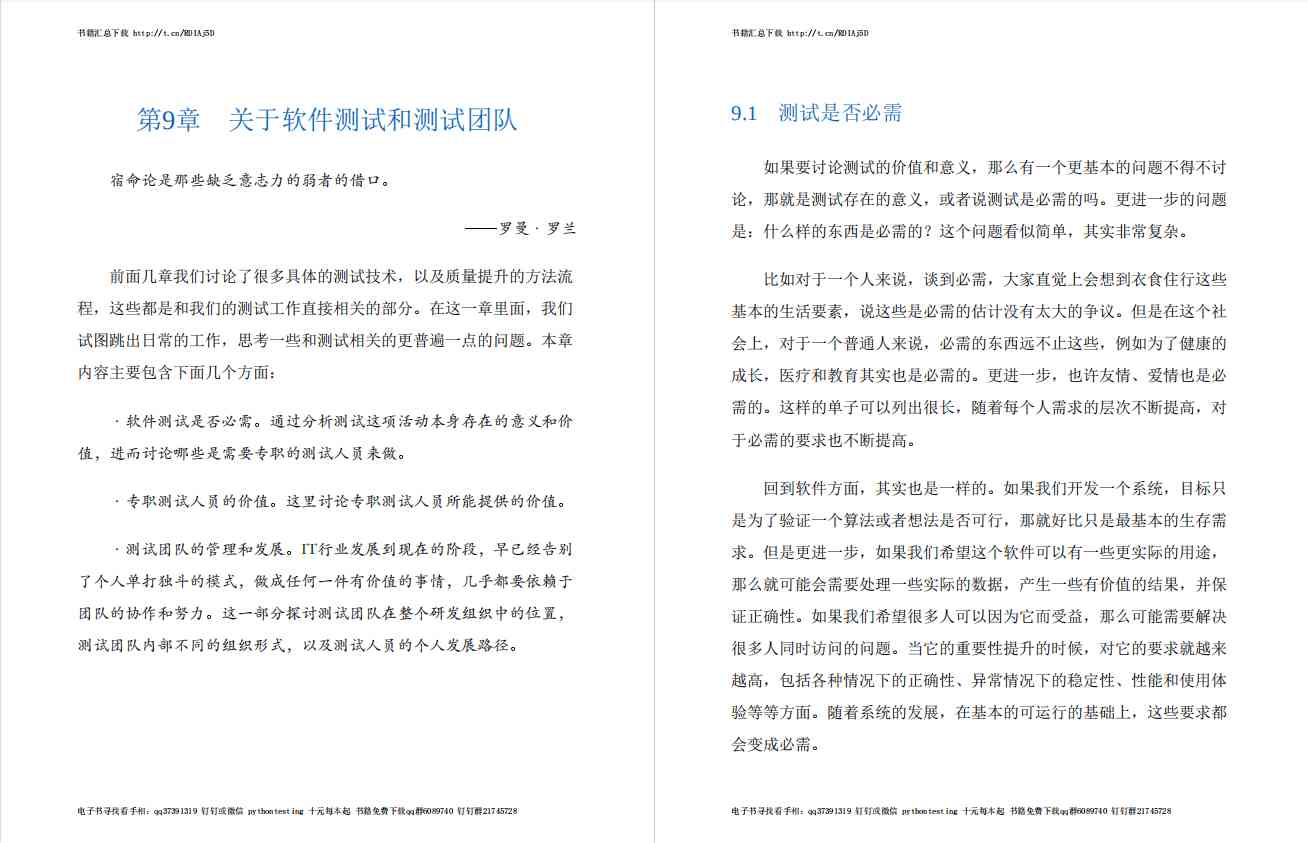 书籍汇总下载 http://t.cn/RDIAj5D
第9章 关于软件测试和测试团队
宿命论是那些缺乏意志力的弱者的借口。
——罗曼·罗兰
前面几章我们讨论了很多具体的测试技术，以及质量提升的方法流
程，这些都是和我们的测试工作直接相关的部分。在这一章里面，我们
试图跳出日常的工作，思考一些和测试相关的更普遍一点的问题。本章
内容主要包含下面几个方面：
·软件测试是否必需。通过分析测试这项活动本身存在的意义和价
值，进而讨论哪些是需要专职的测试人员来做。
·专职测试人员的价值。这里讨论专职测试人员所能提供的价值。
·测试团队的管理和发展。IT行业发展到现在的阶段，早已经告别
了个人单打独斗的模式，做成任何一件有价值的事情，几乎都要依赖于
团队的协作和努力。这一部分探讨测试团队在整个研发组织中的位置，
测试团队内部不同的组织形式，以及测试人员的个人发展路径。
电子书寻找看手相：qq37391319 钉钉或微信 pythontesting 十元每本起 书籍免费下载qq群6089740 钉钉群21745728
书籍汇总下载 http://t.cn/RDIAj5D
9.1 测试是否必需
如果要讨论测试的价值和意义，那么有一个更基本的问题不得不讨
论，那就是测试存在的意义，或者说测试是必需的吗。更进一步的问题
是：什么样的东西是必需的？这个问题看似简单，其实非常复杂。
比如对于一个人来说，谈到必需，大家直觉上会想到衣食住行这些
基本的生活要素，说这些是必需的估计没有太大的争议。但是在这个社
会上，对于一个普通人来说，必需的东西远不止这些，例如为了健康的
成长，医疗和教育其实也是必需的。更进一步，也许友情、爱情也是必
需的。这样的单子可以列出很长，随着每个人需求的层次不断提高，对
于必需的要求也不断提高。
回到软件方面，其实也是一样的。如果我们开发一个系统，目标只
是为了验证一个算法或者想法是否可行，那就好比只是最基本的生存需
求。但是更进一步，如果我们希望这个软件可以有一些更实际的用途，
那么就可能会需要处理一些实际的数据，产生一些有价值的结果，并保
证正确性。如果我们希望很多人可以因为它而受益，那么可能需要解决
很多人同时访问的问题。当它的重要性提升的时候，对它的要求就越来
越高，包括各种情况下的正确性、异常情况下的稳定性、性能和使用体
验等等方面。随着系统的发展，在基本的可运行的基础上，这些要求都
会变成必需。
电子书寻找看手相：qq37391319 钉钉或微信 pythontesting 十元每本起 书籍免费下载qq群6089740 钉钉群21745728